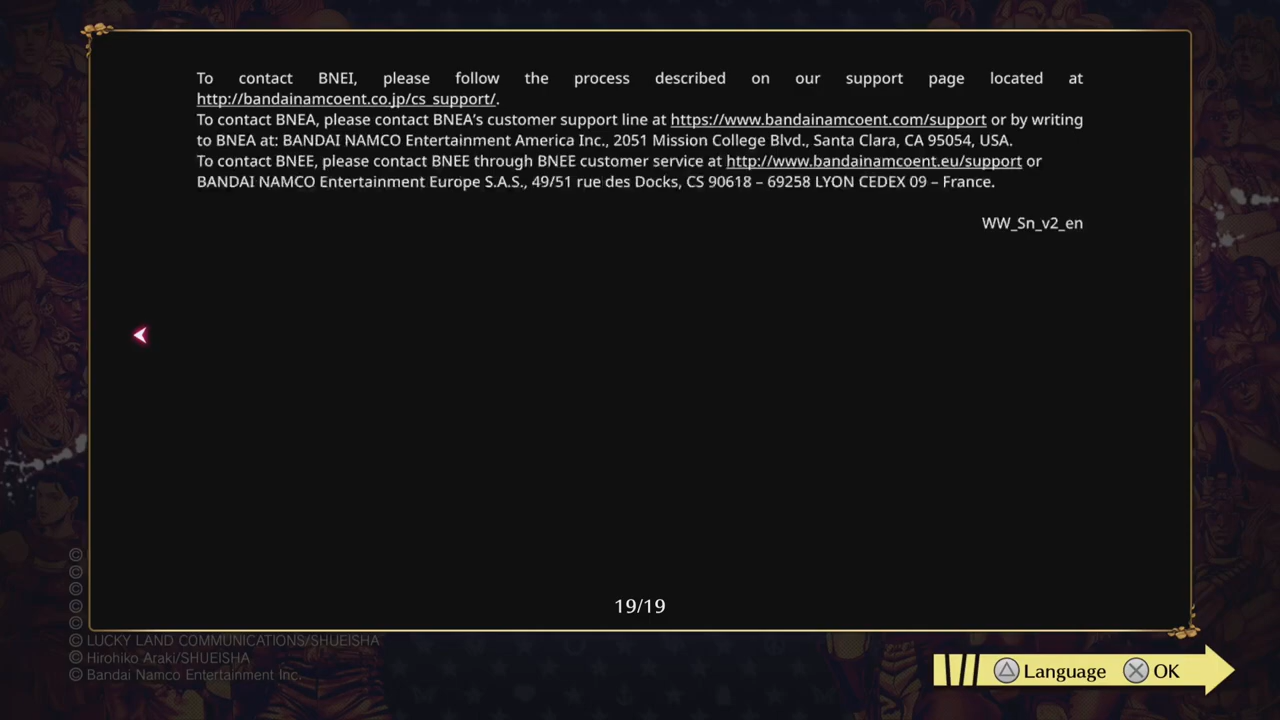 To contact BNEI, please follow the process described on our support page located at
http://bandainamcoent.co.jp/cs_support/.
To contact BNEA, please contact BNEA's customer support line at https://www.bandainamcoent.com/support or by writing
to BNEA at: BANDAI NAMCO Entertainment America Inc., 2051 Mission College Blvd., Santa Clara, CA 95054, USA.
To contact BNEE, please contact BNEE through BNEE customer service at http://www.bandainamcoent.eu/support or
BANDAI NAMCO Entertainment Europe S.A.S., 49/51 rue des Docks, CS 90618 – 69258 LYON CEDEX 09 – France.
WW_Sn_v2_en
19/19
©
©
©
©
©
© LUCKY LAND COMMUNICATIONS/SHUEISHA
© Hirohiko Araki/SHUEISHA
© Bandai Namco Entertainment Inc.
Language OK